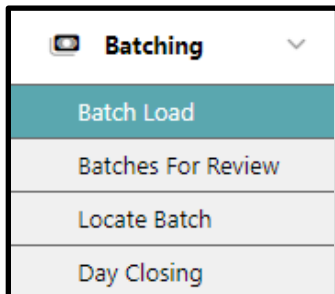 Batching
Batch Load
Batches For Review
Locate Batch
Day Closing